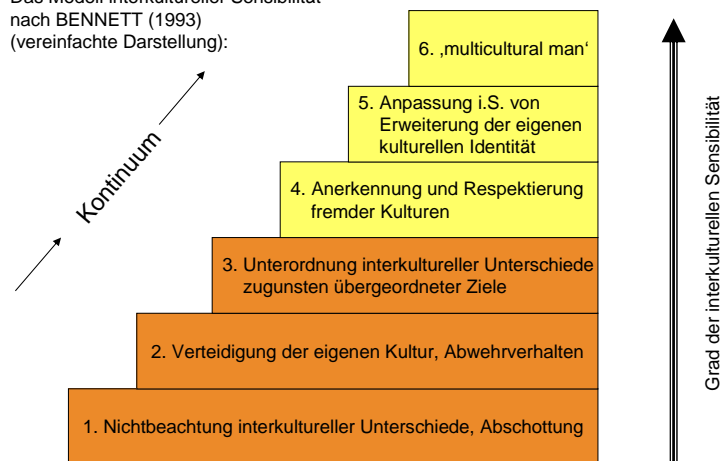 Das Modell interkultureller Sensibilität
nach BENNETT (1993)
(vereinfachte Darstellung):
Kontinuum
6. ‚multicultural man‘
5. Anpassung i.S. von
Erweiterung der eigenen
kulturellen Identität
4. Anerkennung und Respektierung
fremder Kulturen
3. Unterordnung interkultureller Unterschiede
zugunsten übergeordneter Ziele
2. Verteidigung der eigenen Kultur, Abwehrverhalten
1. Nichtbeachtung interkultureller Unterschiede, Abschottung
Grad der interkulturellen Sensibilität